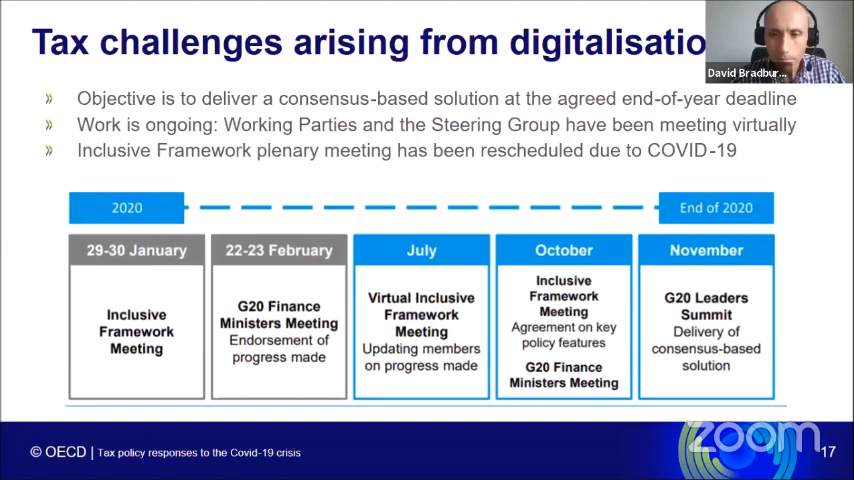 Tax challenges arising from digitalisatio
David Bradbur...
» Objective is to deliver a consensus-based solution at the agreed end-of-year deadline
» Work is ongoing: Working Parties and the Steering Group have been meeting virtually
» Inclusive Framework plenary meeting has been rescheduled due to COVID-19
2020
End of 2020
29-30 January
Inclusive
Framework
Meeting
22-23 February
G20 Finance
Ministers Meeting
Endorsement of
progress made
July
Virtual Inclusive
Framework
Meeting
Updating members
on progress made
October
Inclusive
Framework
Meeting
Agreement on key
policy features
G20 Finance
Ministers Meeting
November
G20 Leaders
Summit
Delivery of
consensus-based
solution
© OECD | Tax policy responses to the Covid-19 crisis
zoom
17